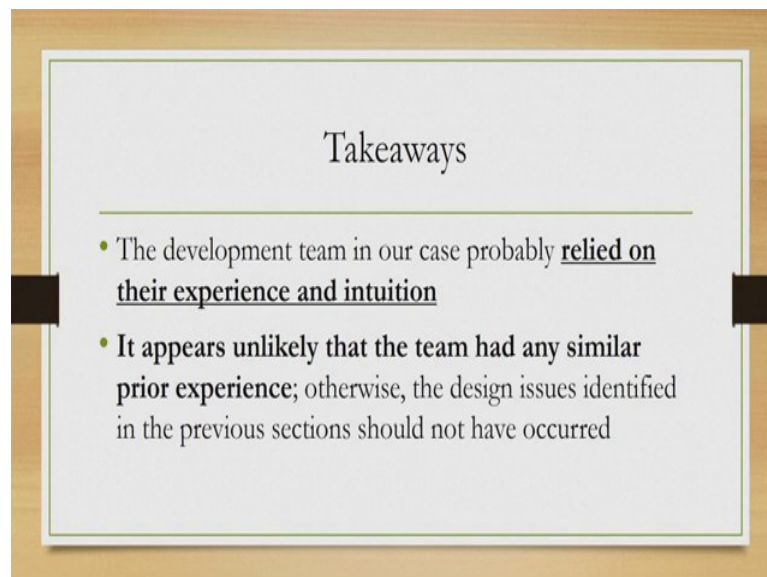 Takeaways
• The development team in our case probably relied on
their experience and intuition
• It appears unlikely that the team had any similar
prior experience; otherwise, the design issues identified
in the previous sections should not have occurred